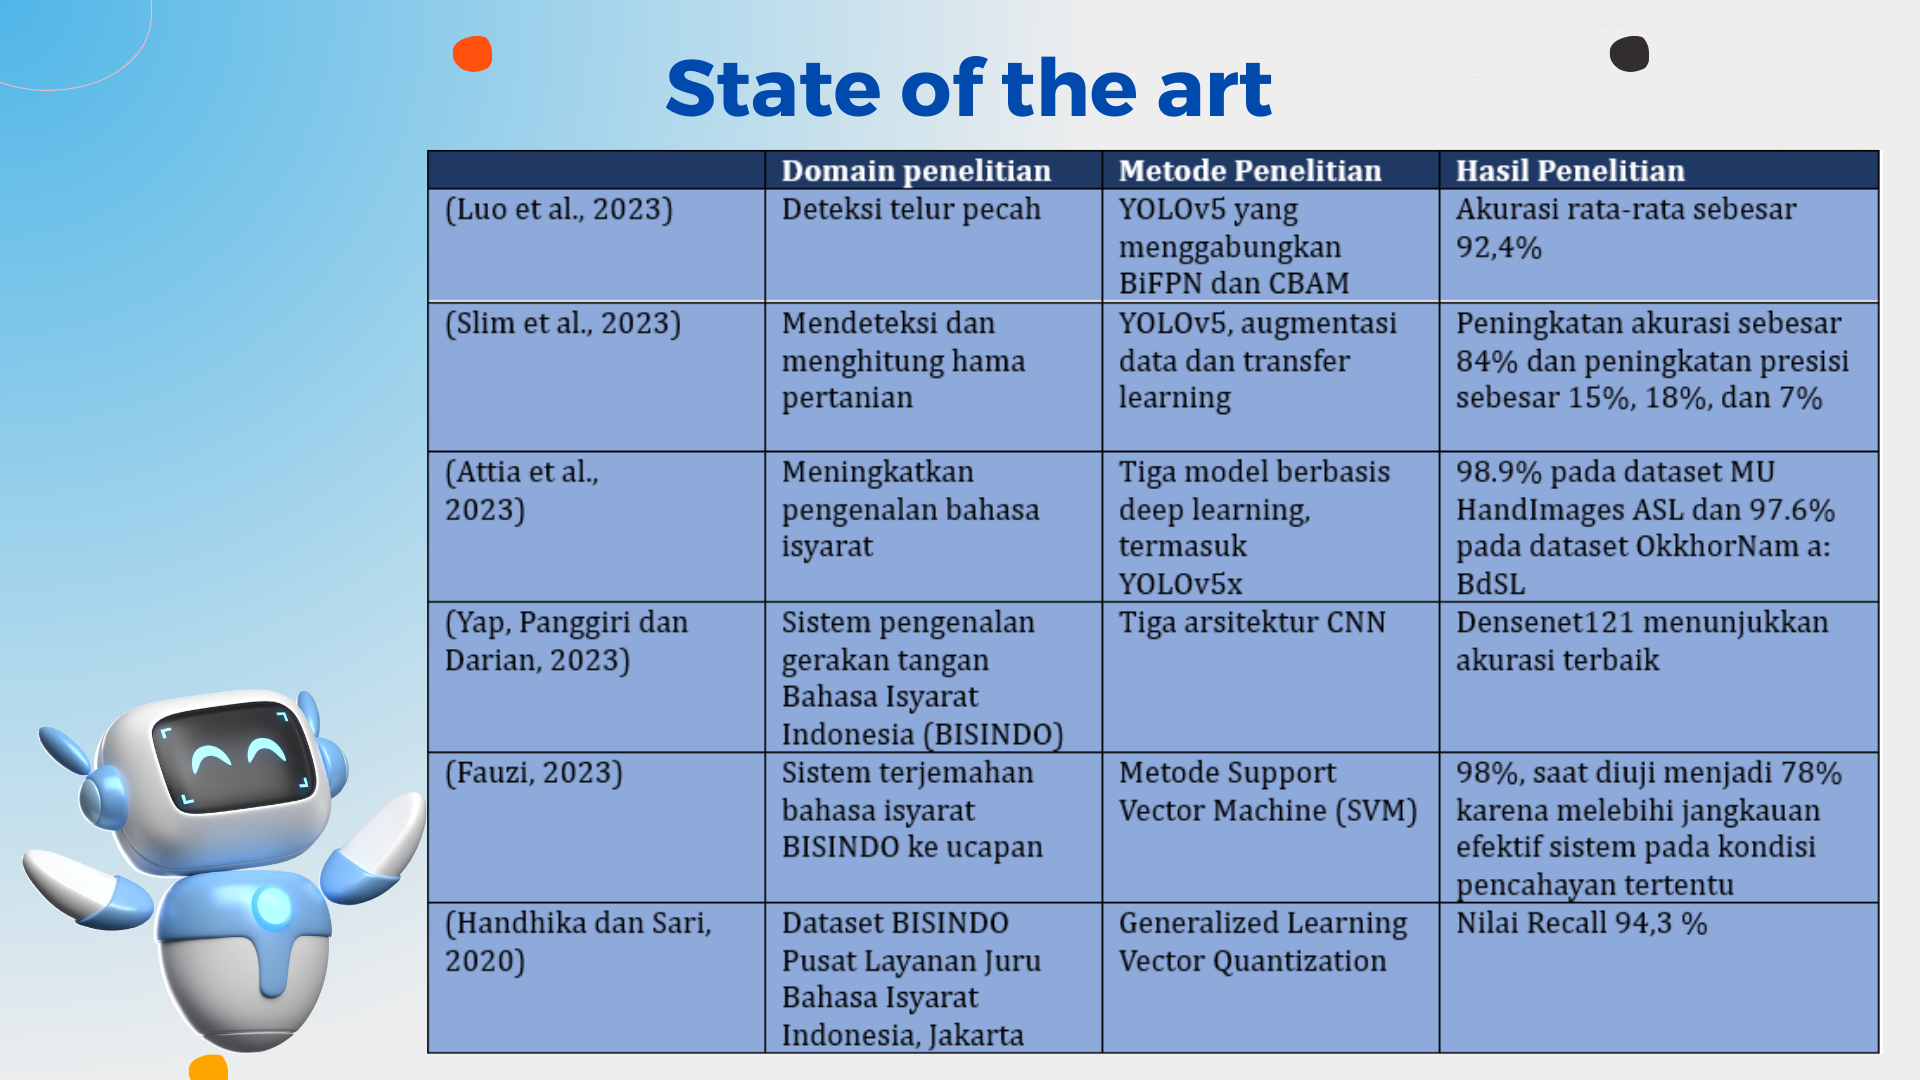 State of the art
Domain penelitian
Metode Penelitian
Hasil Penelitian
(Luo et al., 2023)
Deteksi telur pecah
YOLOv5 yang
menggabungkan
BiFPN dan CBAM
Akurasi rata-rata sebesar
92,4%
(Slim et al., 2023)
Mendeteksi dan
menghitung hama
pertanian
YOLOv5, augmentasi
data dan transfer
learning
Peningkatan akurasi sebesar
84% dan peningkatan presisi
sebesar 15%, 18%, dan 7%
(Attia et al.,
2023)
Meningkatkan
pengenalan bahasa
isyarat
Tiga model berbasis
deep learning,
termasuk
YOLOv5x
98.9% pada dataset MU
HandImages ASL dan 97.6%
pada dataset OkkhorNam a:
BdSL
(Yap, Panggiri dan
Darian, 2023)
Sistem pengenalan
gerakan tangan
Bahasa Isyarat
Indonesia (BISINDO)
Tiga arsitektur CNN
Densenet121 menunjukkan
akurasi terbaik
(Fauzi, 2023)
Sistem terjemahan
bahasa isyarat
BISINDO ke ucapan
Metode Support
Vector Machine (SVM)
98%, saat diuji menjadi 78%
karena melebihi jangkauan
efektif sistem pada kondisi
pencahayan tertentu
(Handhika dan Sari,
2020)
Dataset BISINDO
Pusat Layanan Juru
Bahasa Isyarat
Indonesia, Jakarta
Generalized Learning
Vector Quantization
Nilai Recall 94,3 %